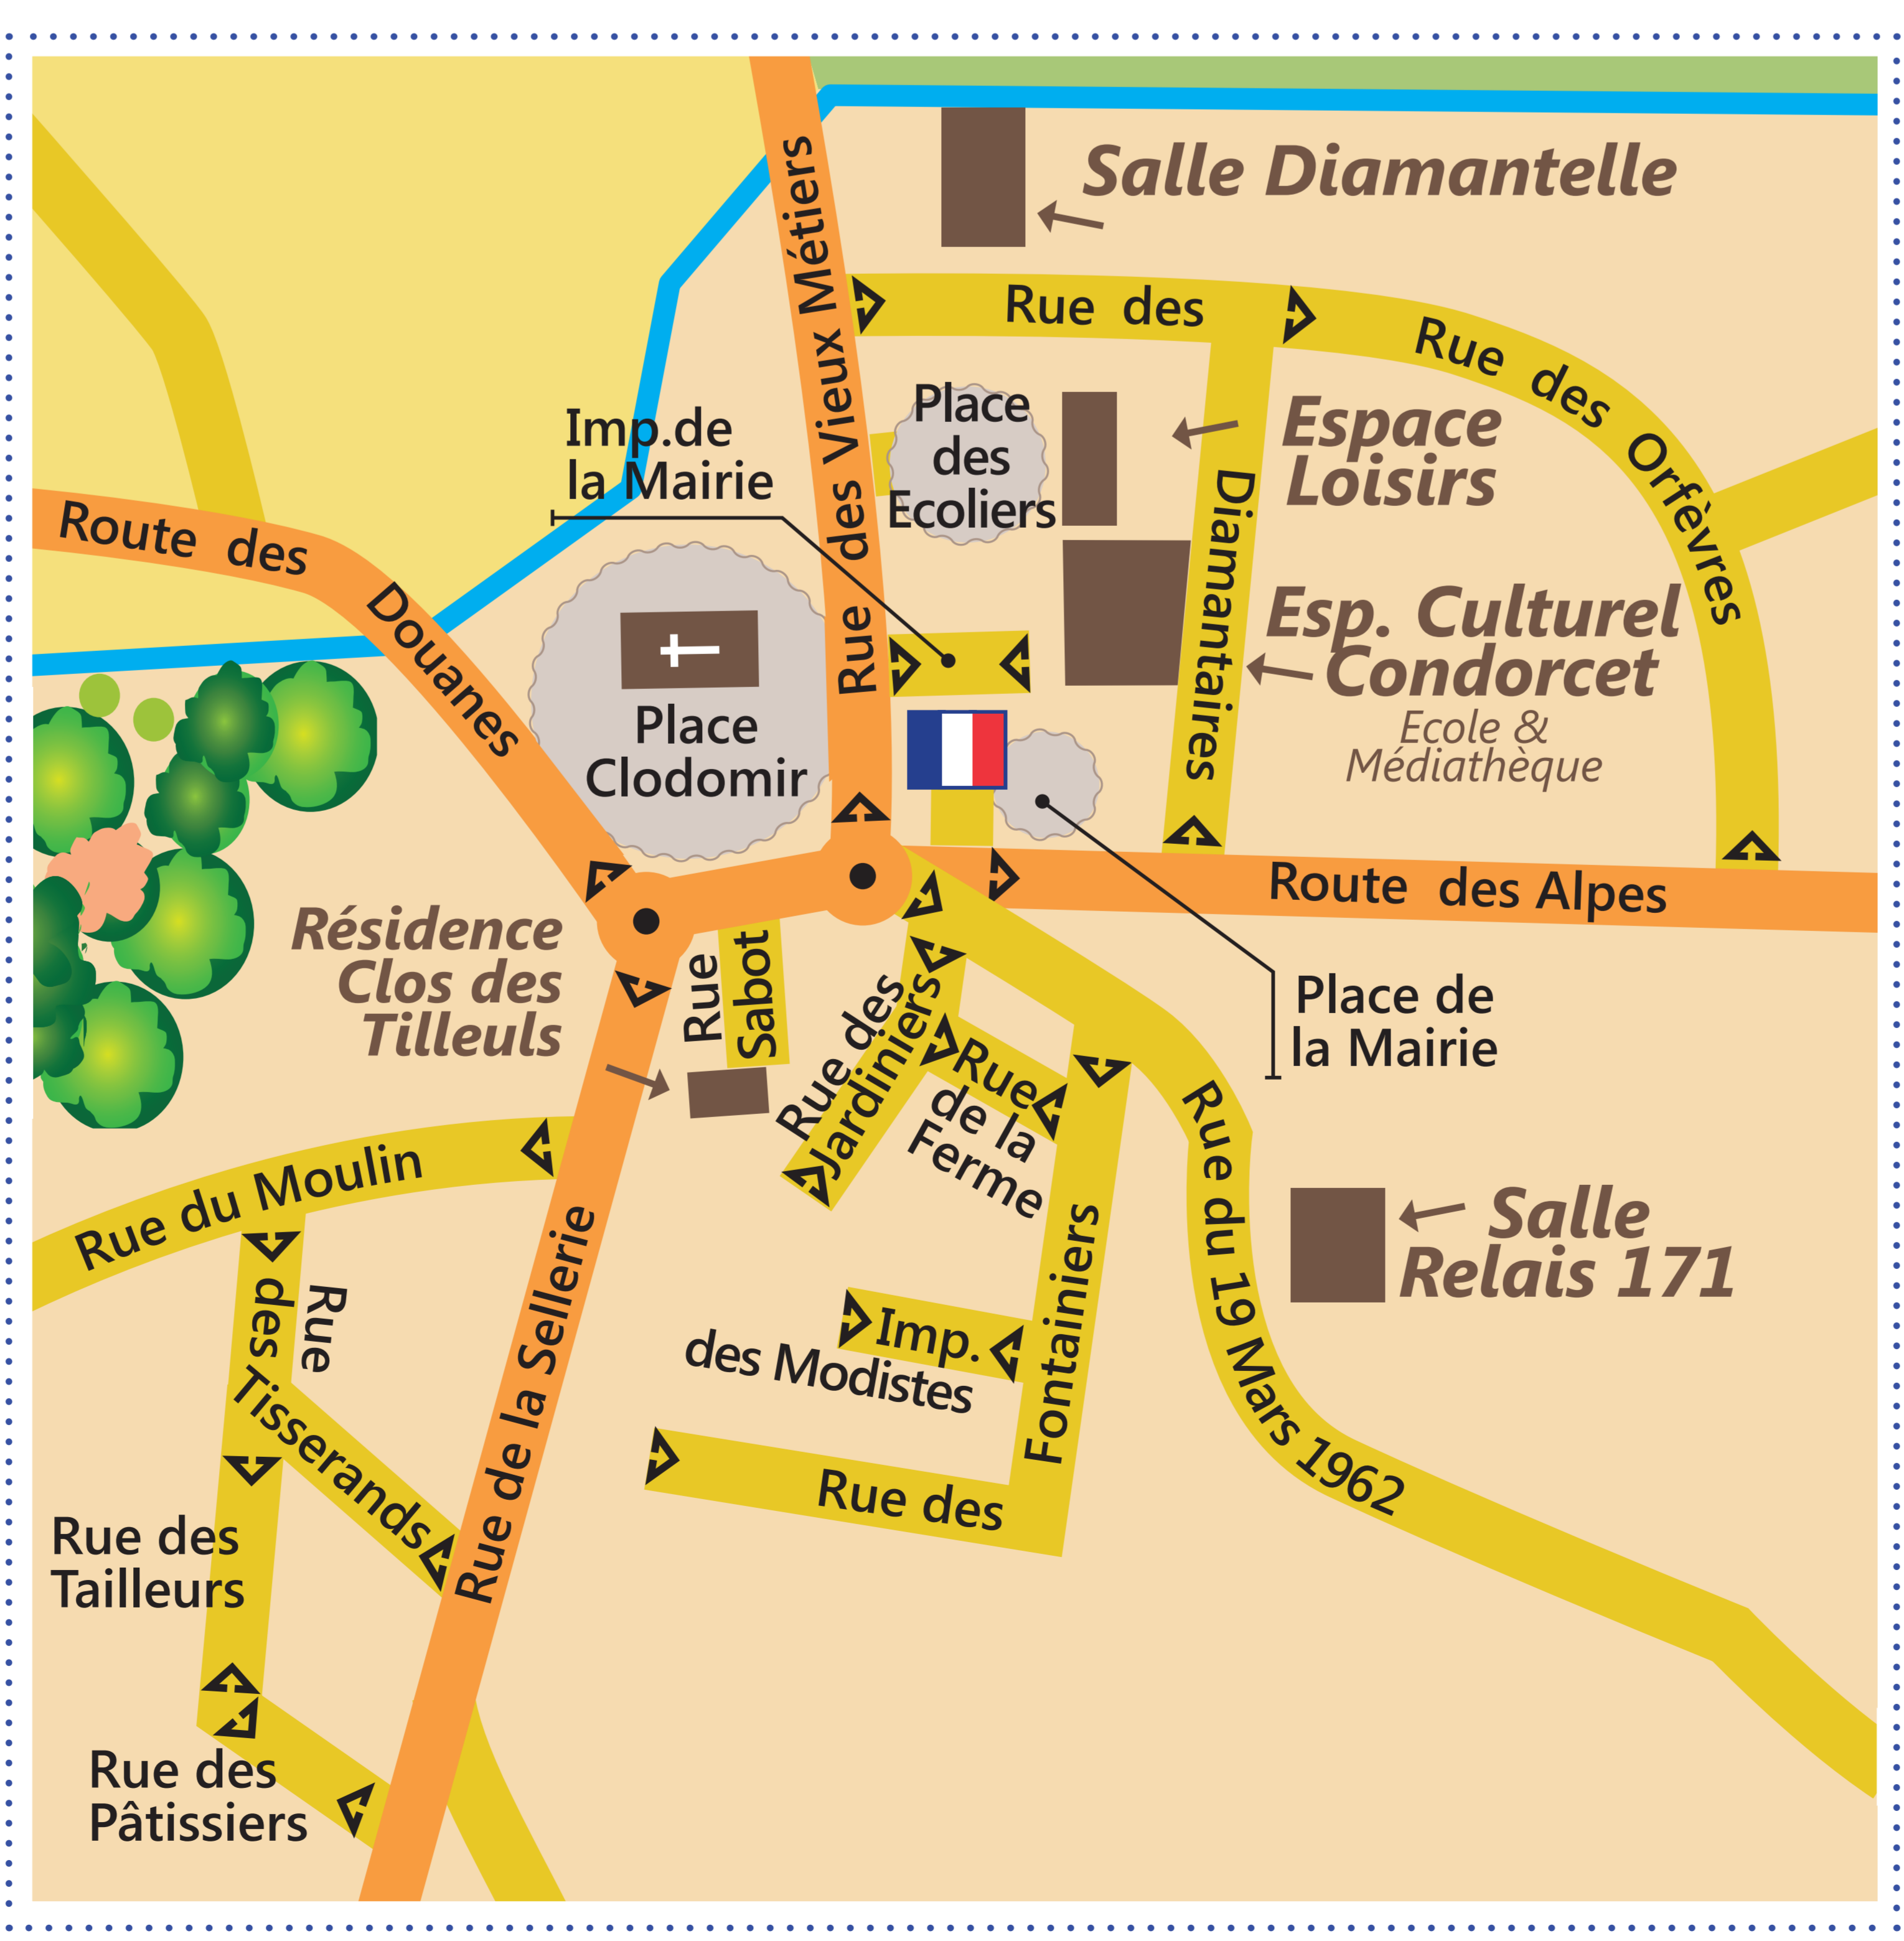 Salle Diamantelle
Rue des Vieux Métiers
Rue des
Rue des Orfèvres
Place
des
Ecoliers
Espace
Loisirs
Imp.de
la Mairie
Diamantaires
Route des Douanes
Esp. Culturel
Condorcet
Ecole &
Médiathèque
Place
Clodomir
Route des Alpes
Résidence
Clos des
Tilleuls
Rue
Sabot
Rue des
Jardiniers
Place de
la Mairie
Rue
de la
Ferme
Rue du Moulin
Rue du 19 Mars 1962
Salle
Relais 171
Rue de la Sellerie
Fontainiers
Rue
des Tisserands
Imp.
des Modistes
Rue des
Rue des
Tailleurs
Rue des
Pâtissiers